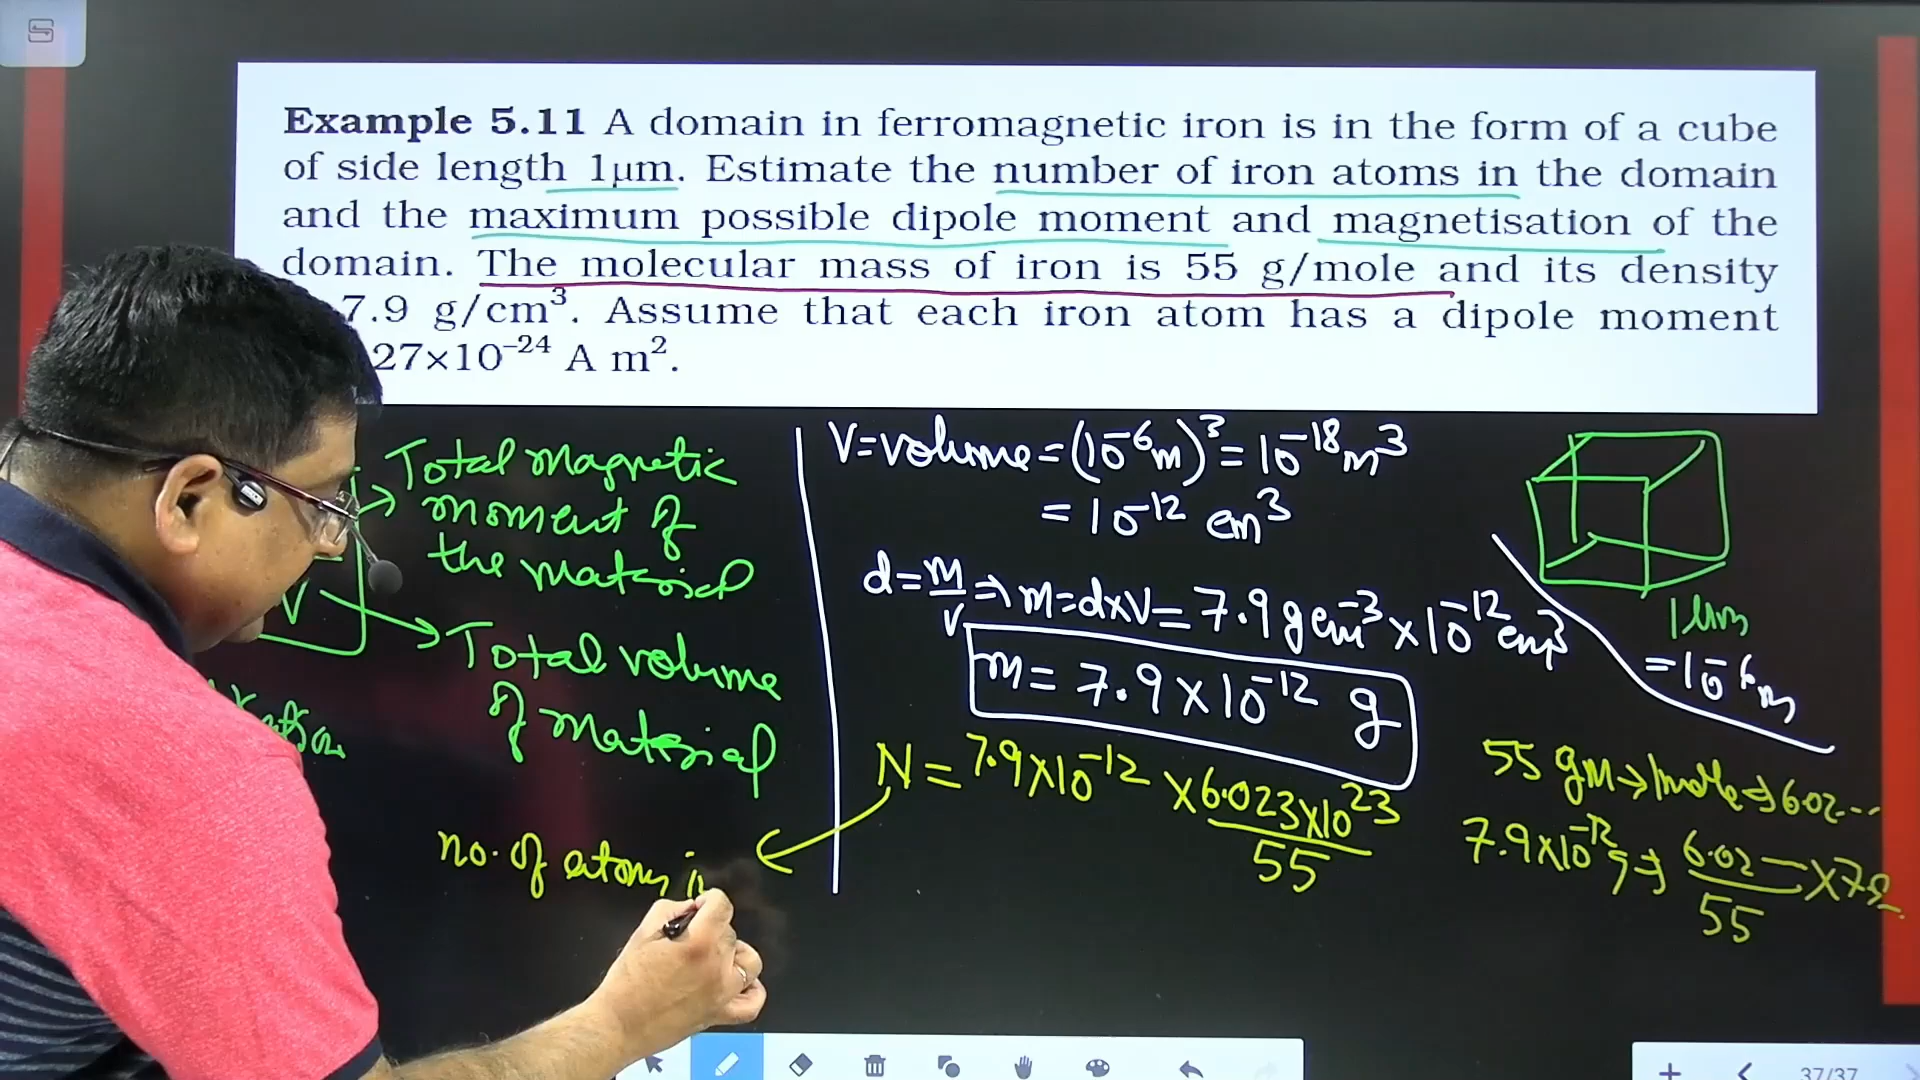 Example 5.11 A domain in ferromagnetic iron is in the form of a cube
of side length 1μm. Estimate the number of iron atoms in the domain
and the maximum possible dipole moment and magnetisation of the
domain. The molecular mass of iron is 55 g/mole and its density
7.9 g/cm³. Assume that each iron atom has a dipole moment
27×10⁻²⁴ A m².
Total magnetic
moment of
the material
V
Total volume
of material
no. of atoms in
V=volume=(10⁻⁶m)³=10⁻¹⁸m³
=10⁻¹² cm³
d=m/v⇒m=d×V=7.9gcm⁻³×10⁻¹²cm³
m=7.9×10⁻¹² g
N=7.9×10⁻¹²×6.023×10²³/55
1μm
=10⁻⁶m
55 gm→1mole⇒6.02...
7.9×10⁻¹²g⇒6.02—/55×7.9
37/37